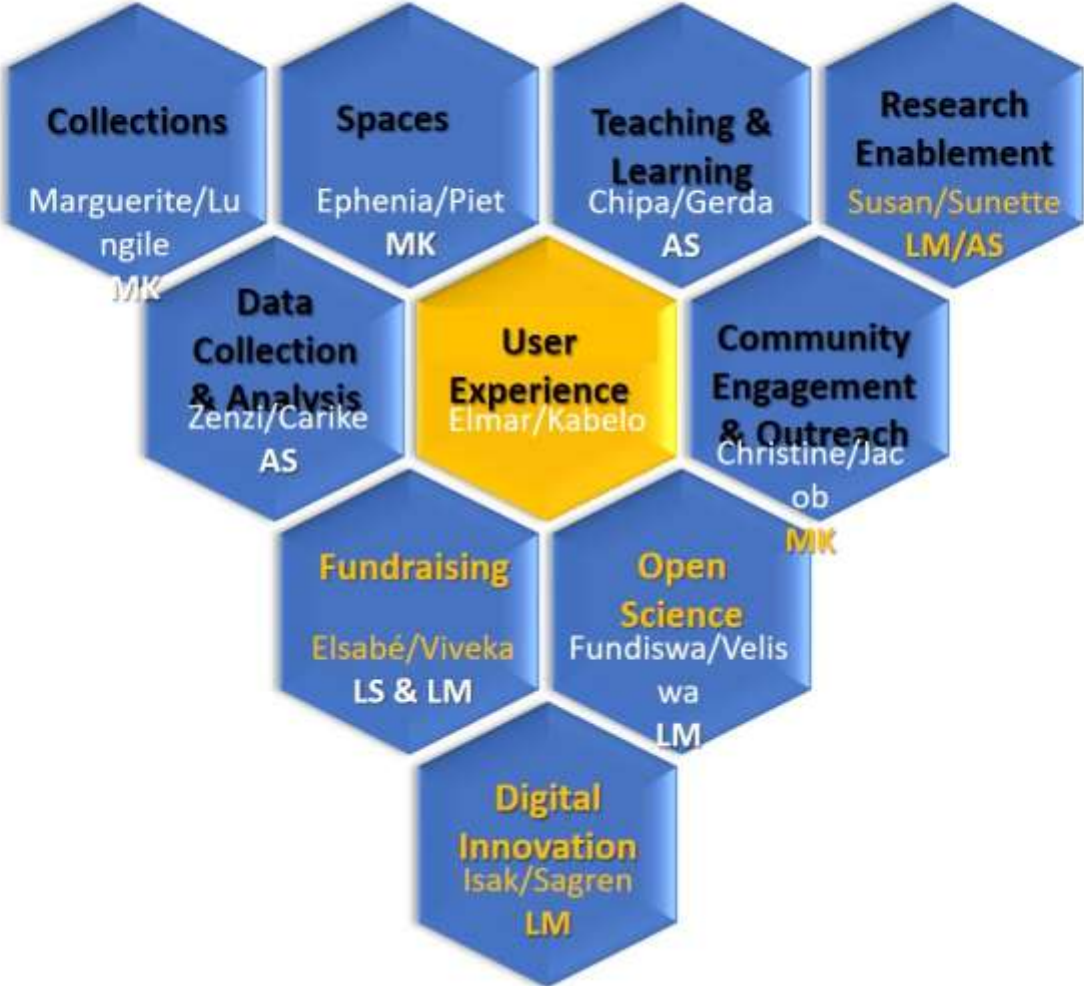 Collections
Marguerite/Lu
ngile
MK
Spaces
Ephenia/Piet
MK
Teaching &
Learning
Chipa/Gerda
AS
Research
Enablement
Susan/Sunette
LM/AS
Data
Collection
& Analysis
Zenzi/Carike
AS
User
Experience
Elmar/Kabelo
Community
Engagement
& Outreach
Christine/Jac
ob
MK
Fundraising
Elsabé/Viveka
LS & LM
Open
Science
Fundiswa/Velis
wa
LM
Digital
Innovation
Isak/Sagren
LM